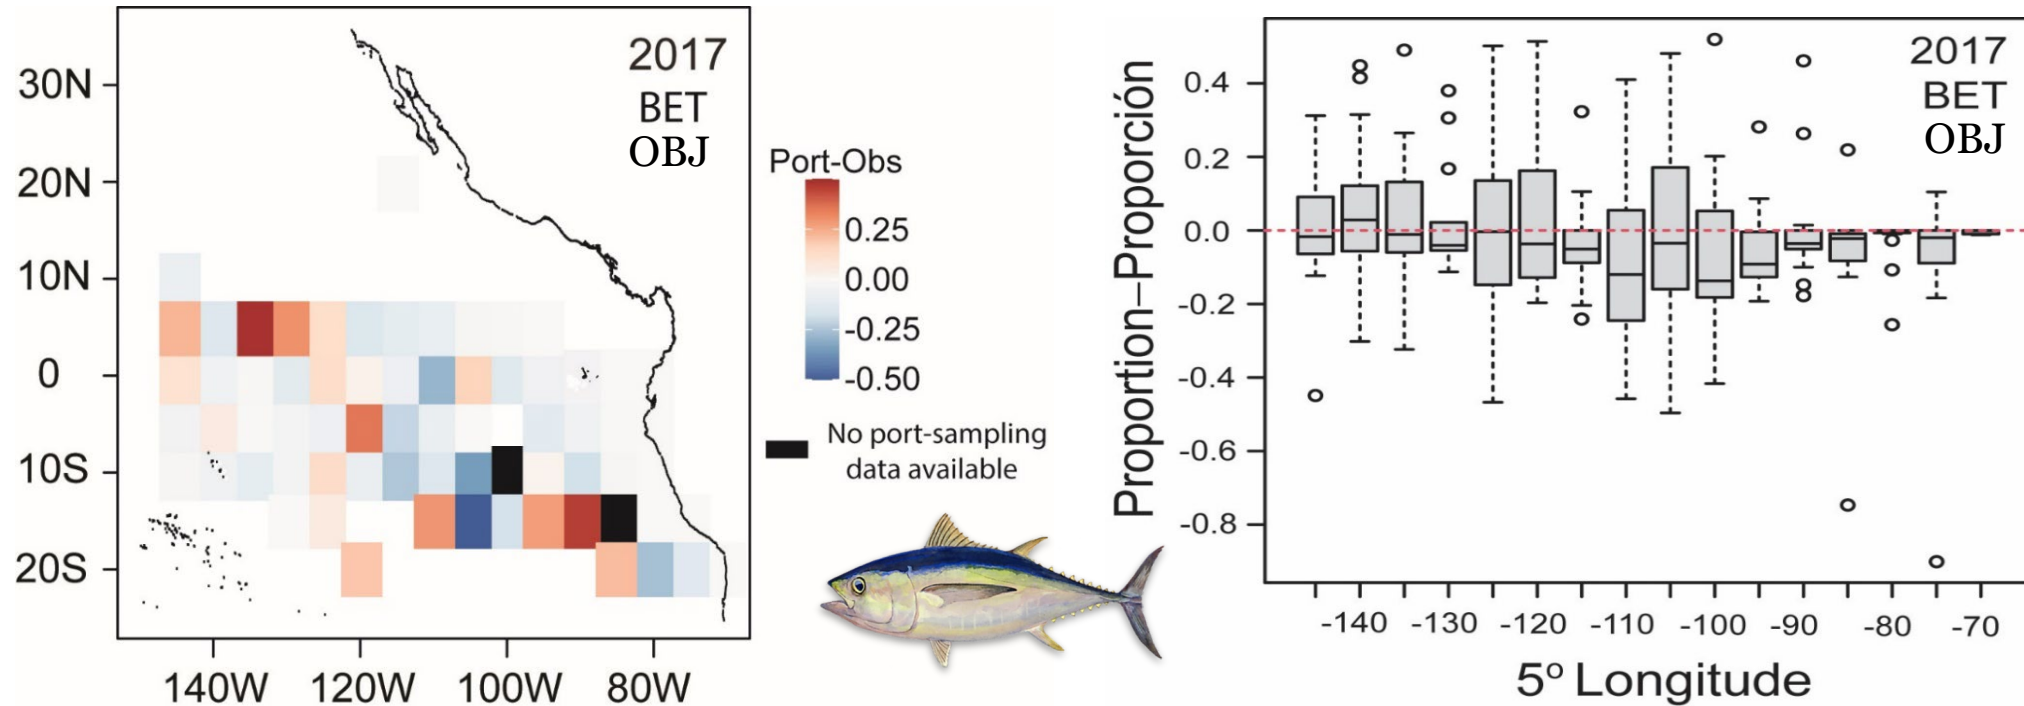 2017
BET
OBJ
30N
20N
10N
0
10S
20S
140W 120W 100W 80W
Port-Obs
0.25
0.00
-0.25
-0.50
No port-sampling
data available
Proportion–Proporción
0.4
0.2
0.0
-0.2
-0.4
-0.6
-0.8
2017
BET
OBJ
-140 -130 -120 -110 -100 -90 -80 -70
5º Longitude